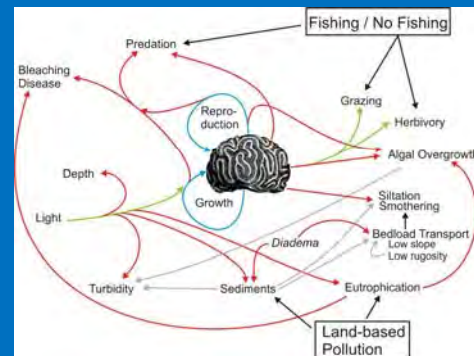 Fishing / No Fishing
Predation
Bleaching
Disease
Grazing
Repro-
duction
Herbivory
Algal Overgrowth
Depth
Siltation
Smothering
Growth
Light
Diadema
Bedload Transport
Low slope
Low rugosity
Turbidity
Sediments
Eutrophication
Land-based
Pollution